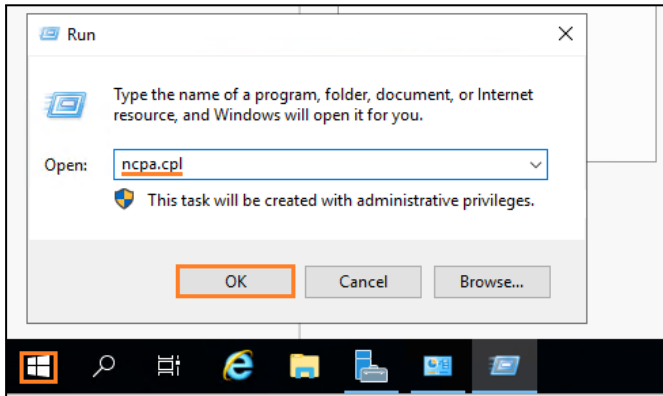 Run
Type the name of a program, folder, document, or Internet
resource, and Windows will open it for you.
Open: ncpa.cpl
This task will be created with administrative privileges.
OK Cancel Browse...